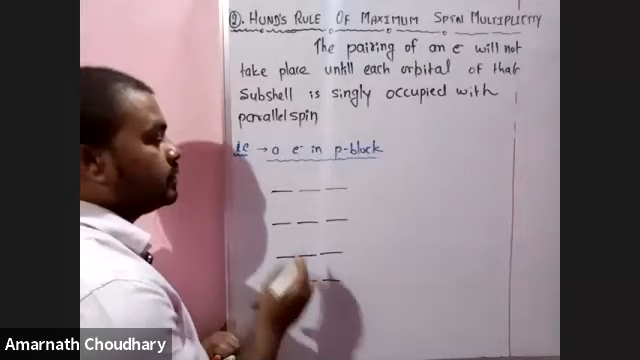 ②. HUND'S RULE OF MAXIMUM SPIN MULTIPLICITY
The pairing of an e⁻ will not
take place untill each orbital of that
Subshell is singly occupied with
parallel spin
i.e → o e⁻ in p-block
Amarnath Choudhary